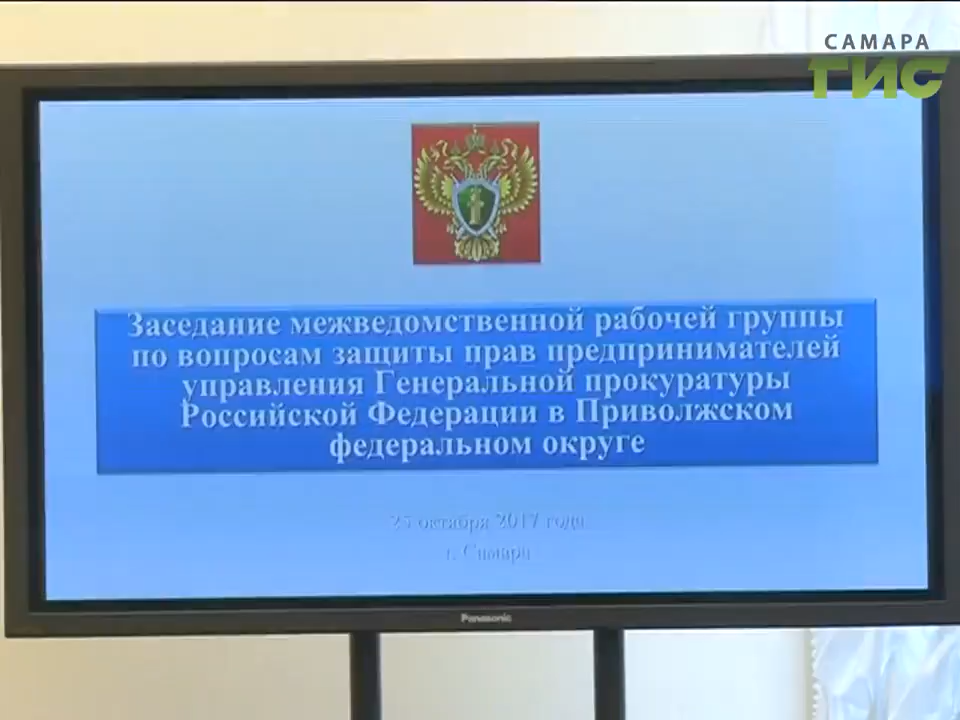 САМАРА
ГИС
Заседание межведомственной рабочей группы
по вопросам защиты прав предпринимателей
управления Генеральной прокуратуры
Российской Федерации в Приволжском
федеральном округе
25 октября 2017 года
г. Самара
Panasonic